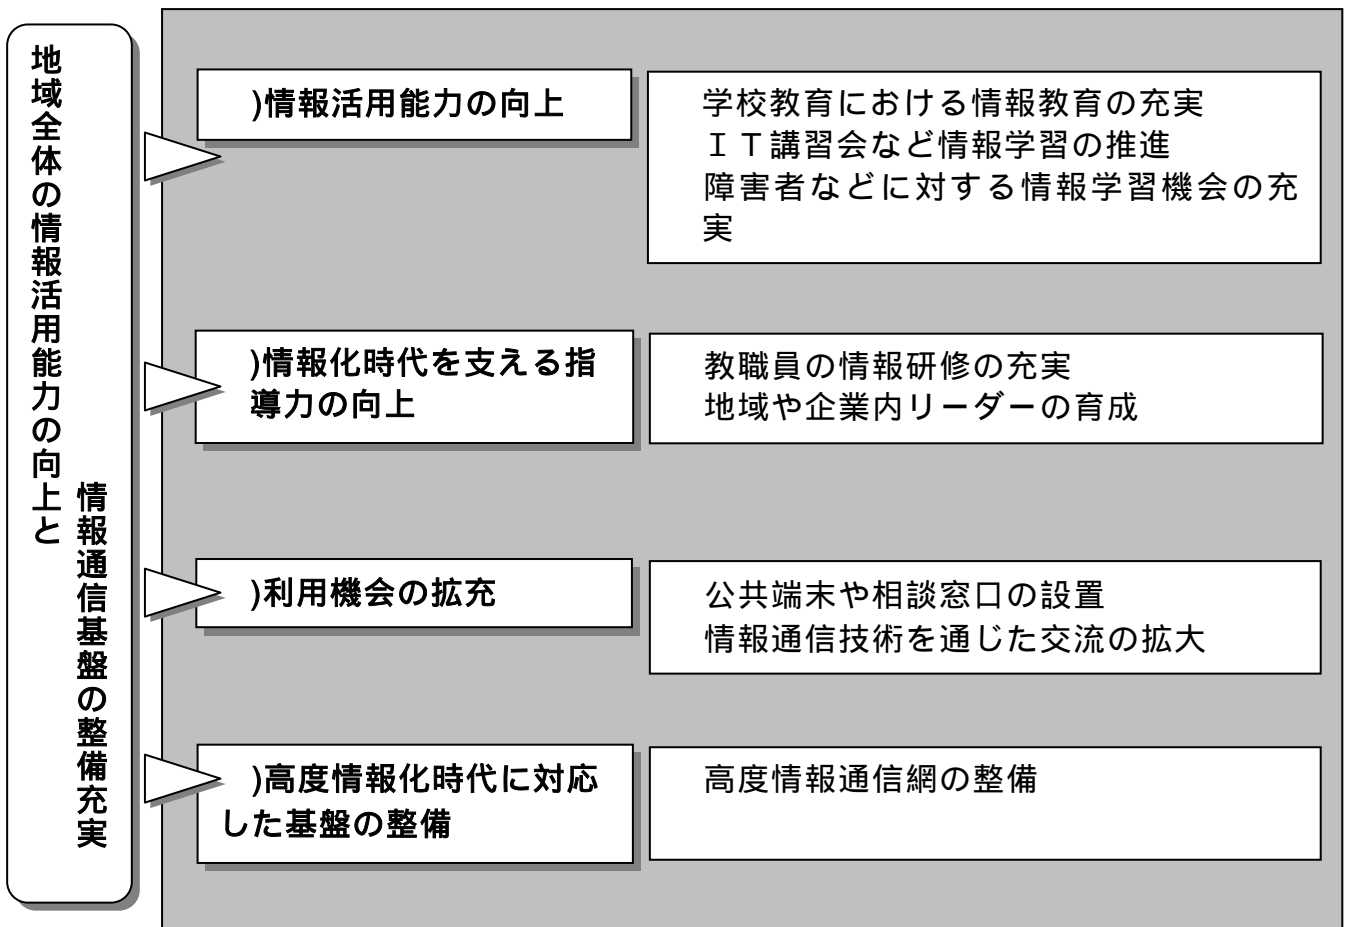 地域全体の情報活用能力の向上と
情報通信基盤の整備充実
)情報活用能力の向上
学校教育における情報教育の充実
ＩＴ講習会など情報学習の推進
障害者などに対する情報学習機会の充
実
)情報化時代を支える指
導力の向上
教職員の情報研修の充実
地域や企業内リーダーの育成
)利用機会の拡充
公共端末や相談窓口の設置
情報通信技術を通じた交流の拡大
)高度情報化時代に対応
した基盤の整備
高度情報通信網の整備